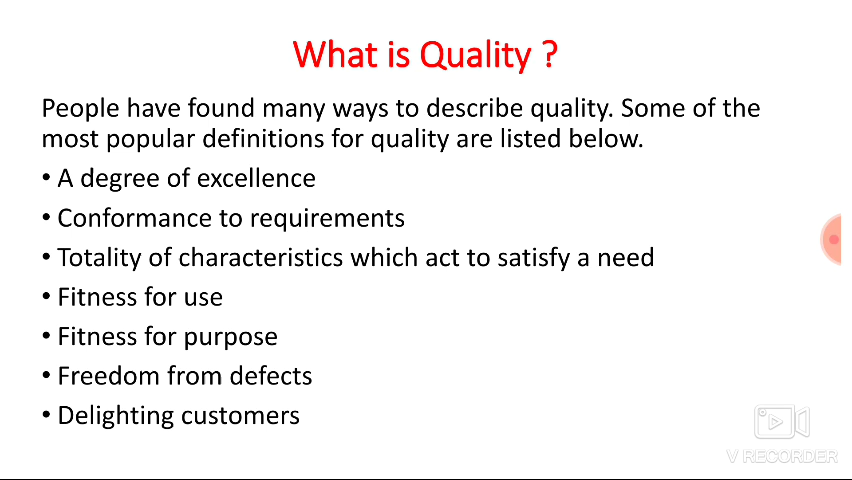 What is Quality ?
People have found many ways to describe quality. Some of the
most popular definitions for quality are listed below.
• A degree of excellence
• Conformance to requirements
• Totality of characteristics which act to satisfy a need
• Fitness for use
• Fitness for purpose
• Freedom from defects
• Delighting customers
V RECORDER